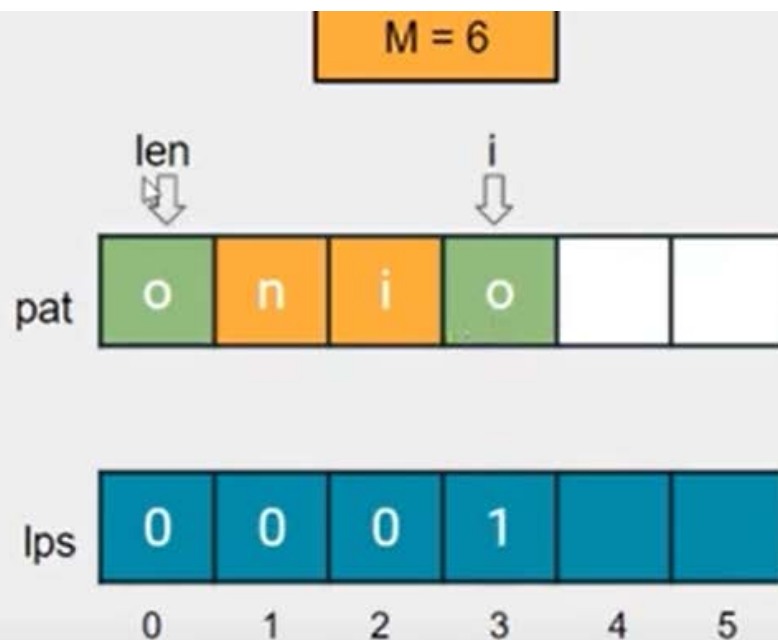 M = 6
len i
pat o n i o
lps 0 0 0 1
0 1 2 3 4 5